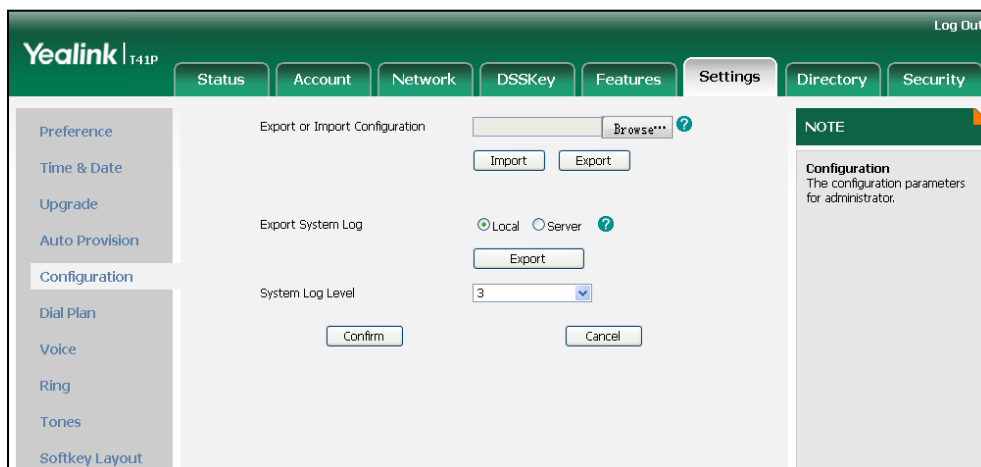 Log Out
Yealink | T41P
Status Account Network DSSKey Features Settings Directory Security
Preference
Time & Date
Upgrade
Auto Provision
Configuration
Dial Plan
Voice
Ring
Tones
Softkey Layout
Export or Import Configuration Browse... ?
Import Export
Export System Log Local Server ?
Export
System Log Level 3
Confirm Cancel
NOTE
Configuration
The configuration parameters
for administrator.